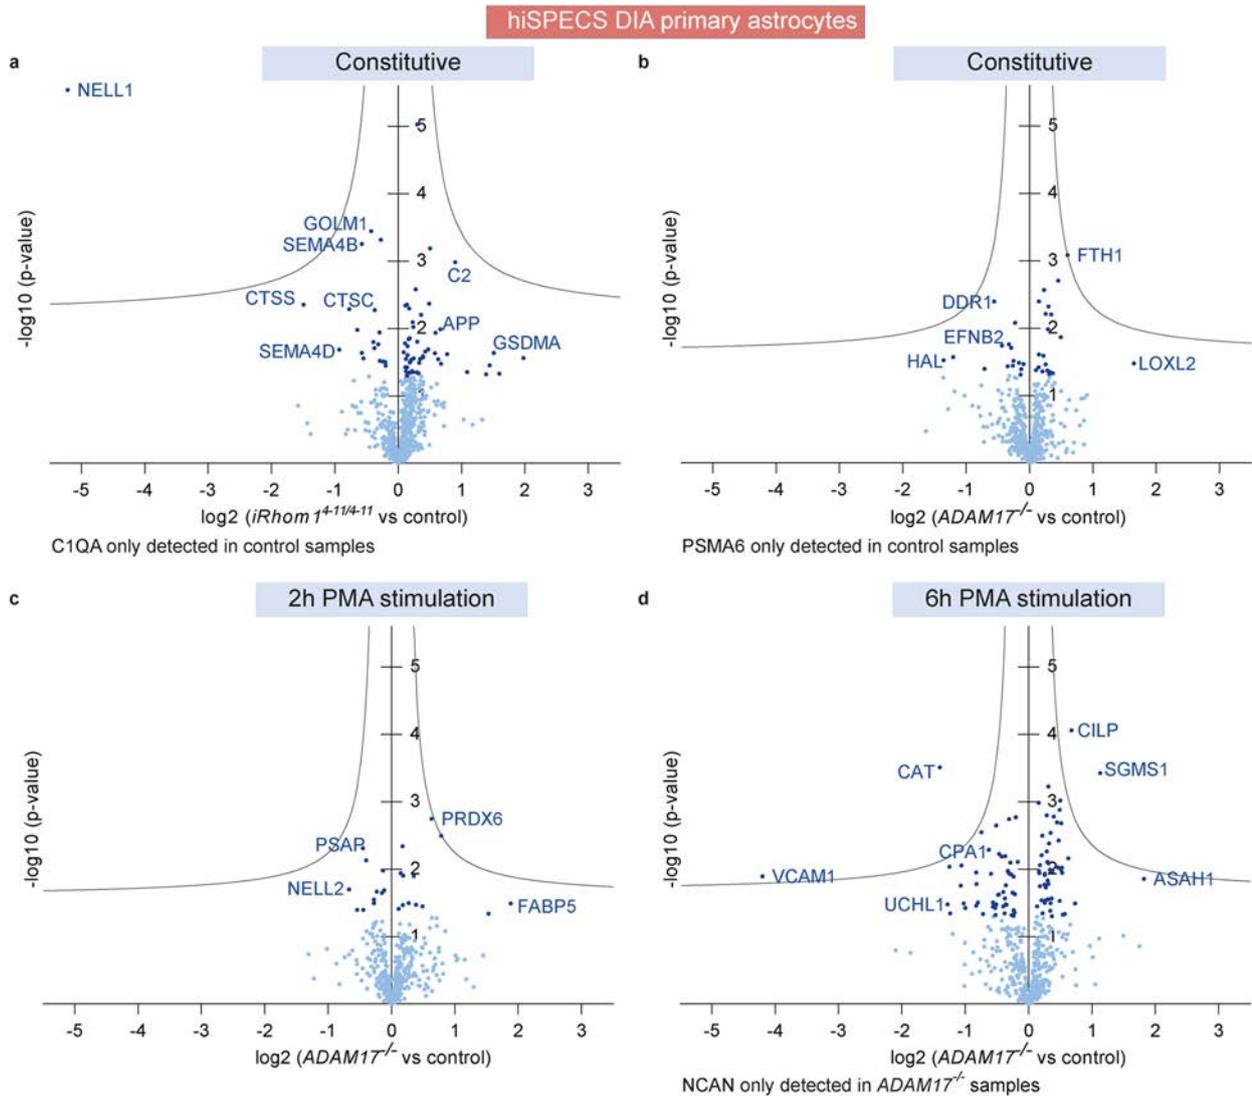 hiSPECS DIA primary astrocytes
a
Constitutive
NELL1
5
4
GOLM1
SEMA4B
3
C2
CTSS
CTSC
2
APP
GSDMA
SEMA4D
1
-log10 (p-value)
-5 -4 -3 -2 -1 0 1 2 3
log2 (iRhom1^4-11/4-11 vs control)
C1QA only detected in control samples
b
Constitutive
5
4
3
FTH1
DDR1
2
EFNB2
HAL
LOXL2
1
-log10 (p-value)
-5 -4 -3 -2 -1 0 1 2 3
log2 (ADAM17^-/- vs control)
PSMA6 only detected in control samples
c
2h PMA stimulation
5
4
3
PRDX6
PSAP
2
NELL2
FABP5
1
-log10 (p-value)
-5 -4 -3 -2 -1 0 1 2 3
log2 (ADAM17^-/- vs control)
d
6h PMA stimulation
5
4
CILP
CAT
SGMS1
3
CPA1
2
VCAM1
ASAH1
UCHL1
1
-log10 (p-value)
-5 -4 -3 -2 -1 0 1 2 3
log2 (ADAM17^-/- vs control)
NCAN only detected in ADAM17^-/- samples